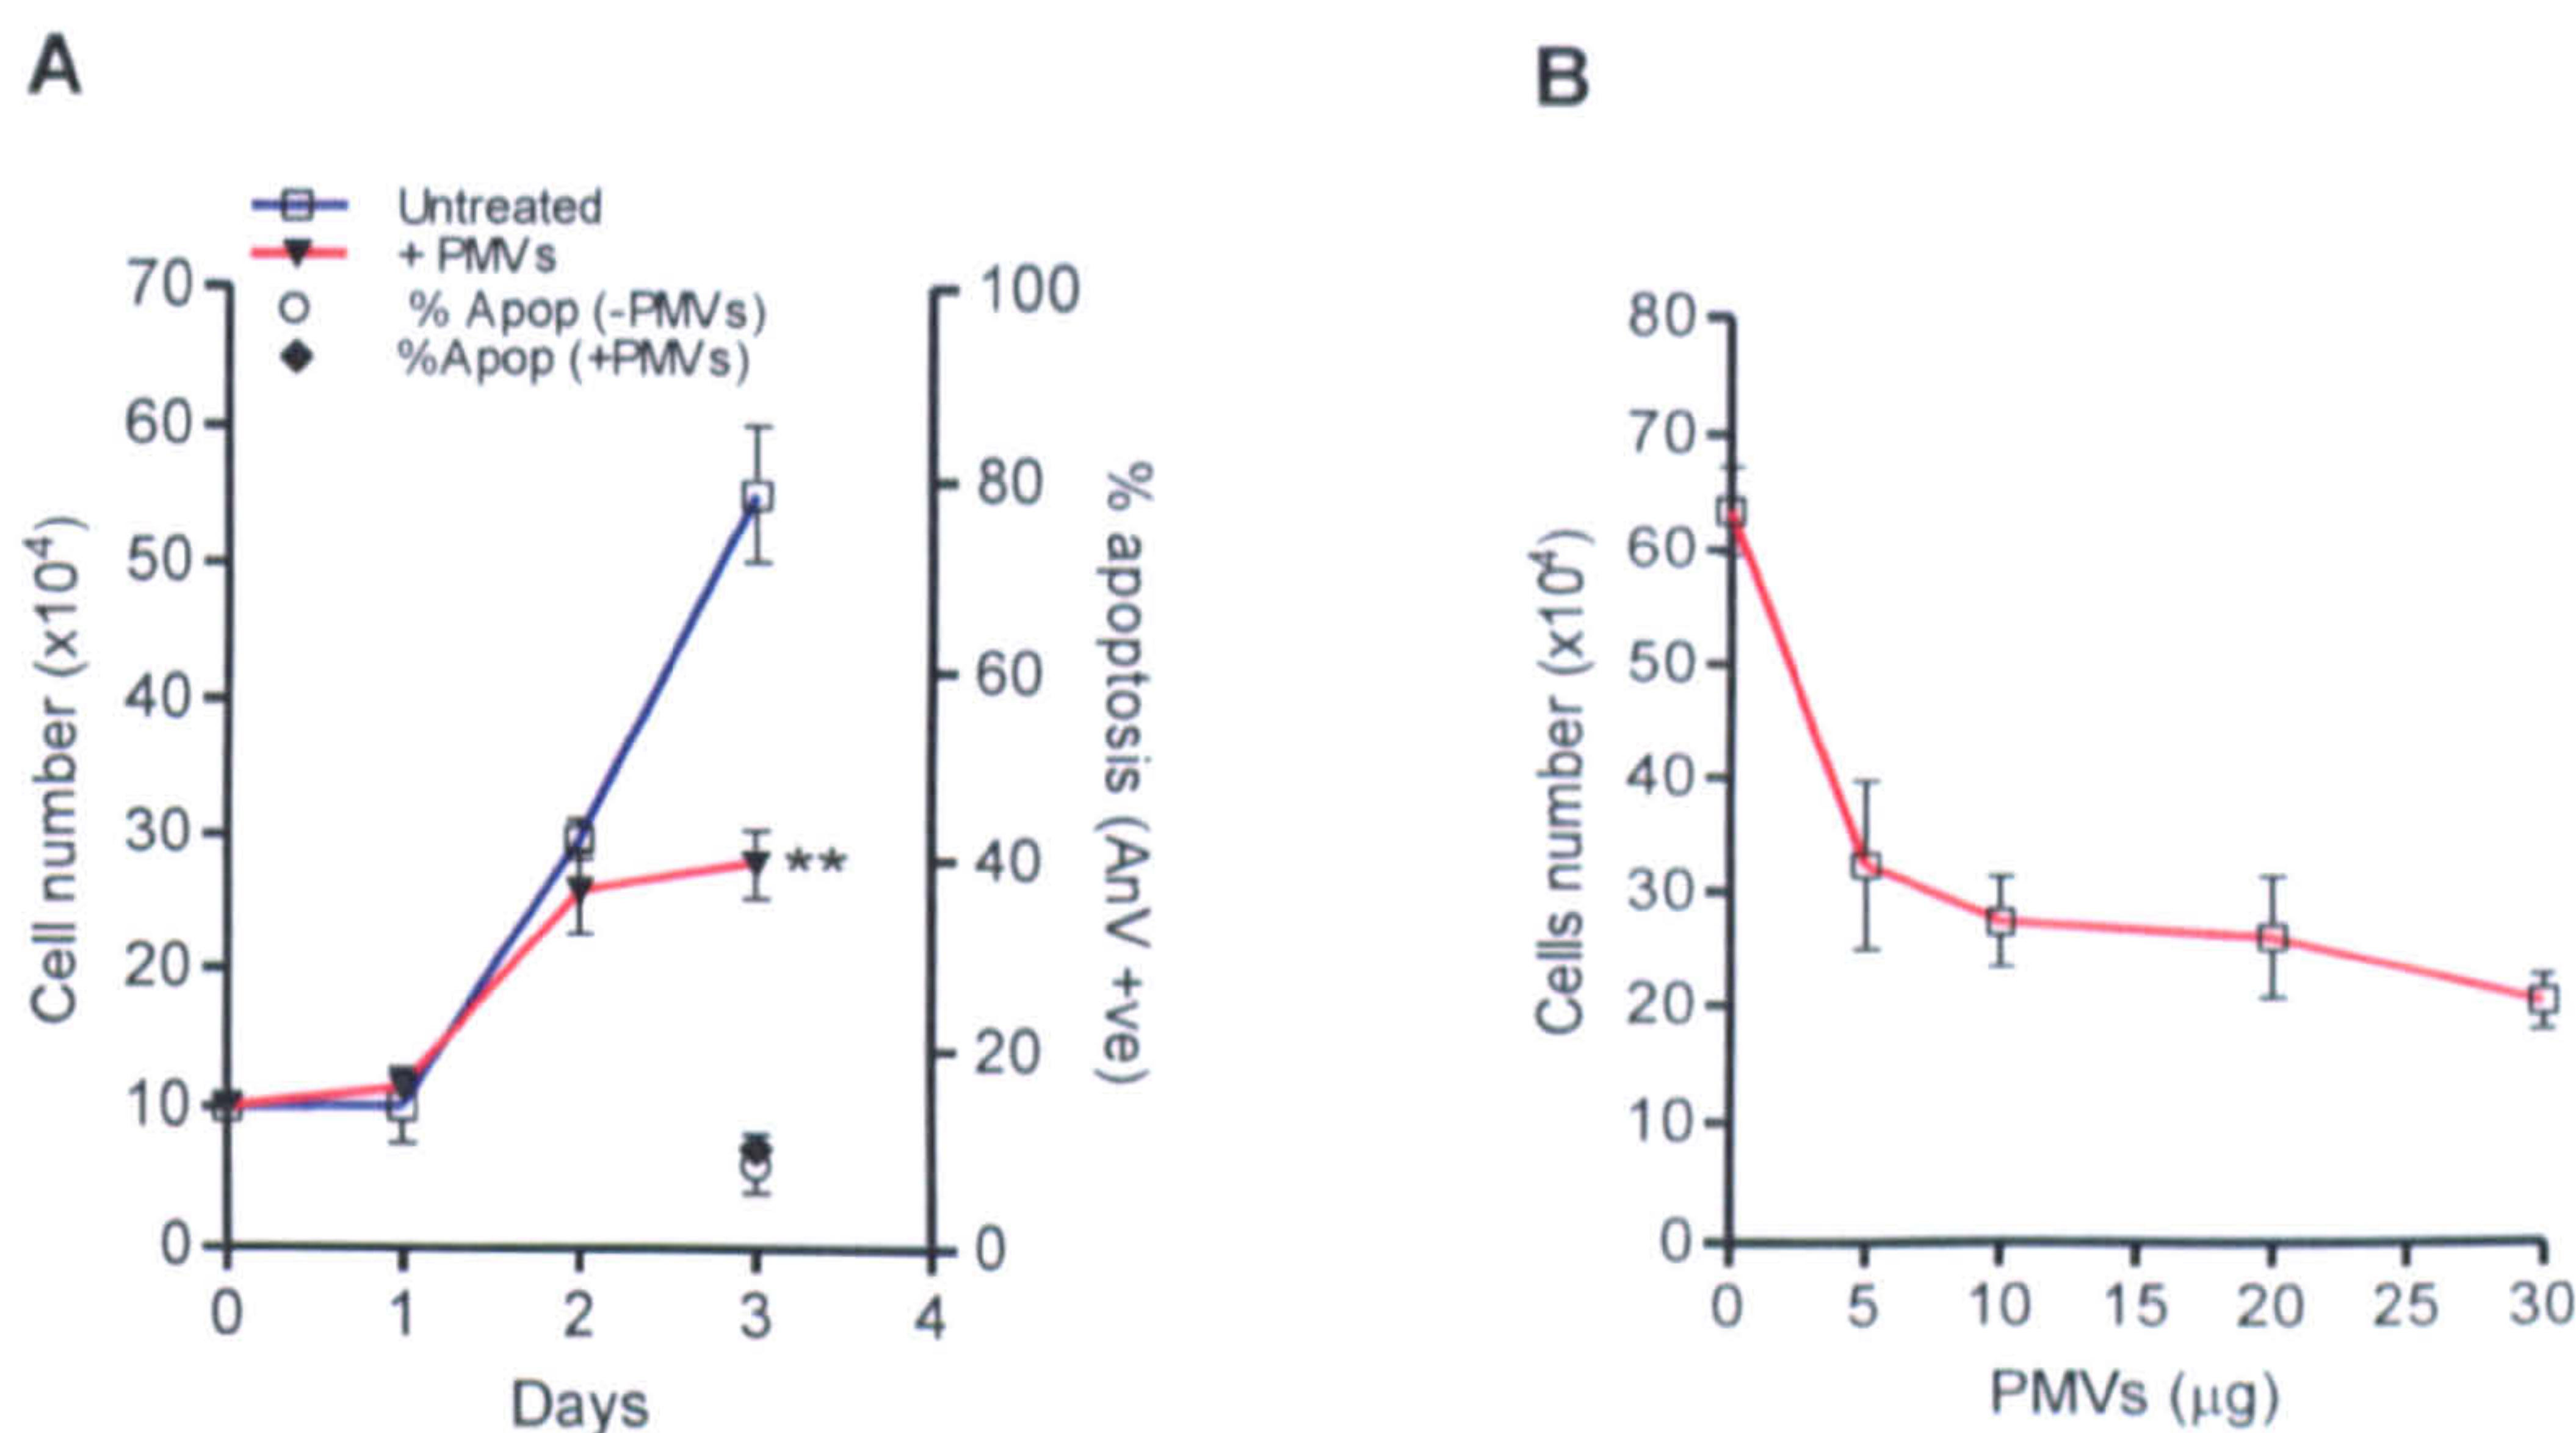 A
Untreated
+ PMVs
% Apop (-PMVs)
%Apop (+PMVs)
70
60
50
40
30
20
10
0
Cell number (x10⁴)
100
80
60
40
20
0
% apoptosis (AnV +ve)
**
0 1 2 3 4
Days
B
80
70
60
50
40
30
20
10
0
Cells number (x10⁴)
0 5 10 15 20 25 30
PMVs (μg)